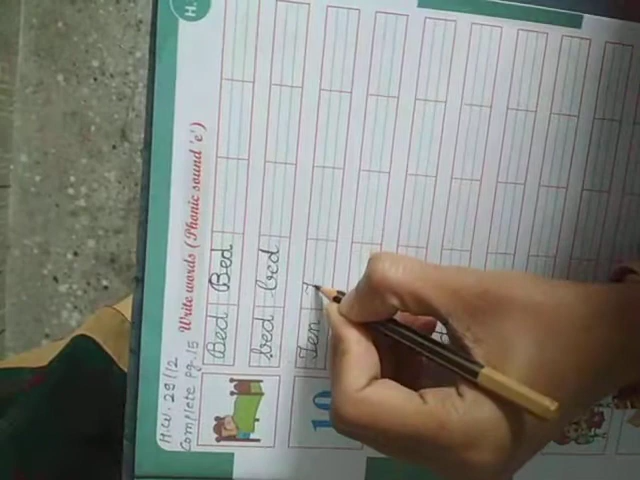 H.W. 29/12
Complete pg. 15 Write words (Phonic sound 'e')
Bed Bed
bed bed
10 Ten